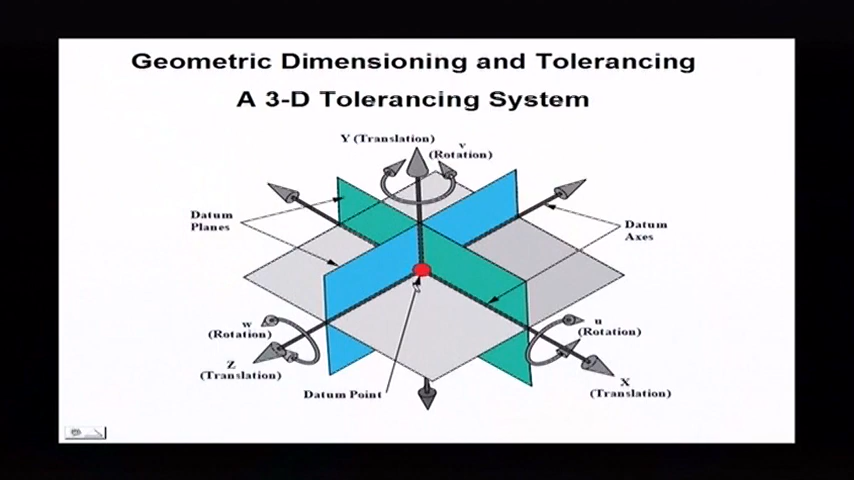 Geometric Dimensioning and Tolerancing
A 3-D Tolerancing System
Y (Translation)
v
(Rotation)
Datum
Planes
Datum
Axes
w
(Rotation)
u
(Rotation)
Z
(Translation)
X
(Translation)
Datum Point